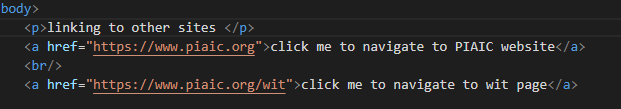 body>
<p>linking to other sites </p>
<a href="https://www.piaic.org">click me to navigate to PIAIC website</a>
<br/>
<a href="https://www.piaic.org/wit">click me to navigate to wit page</a>